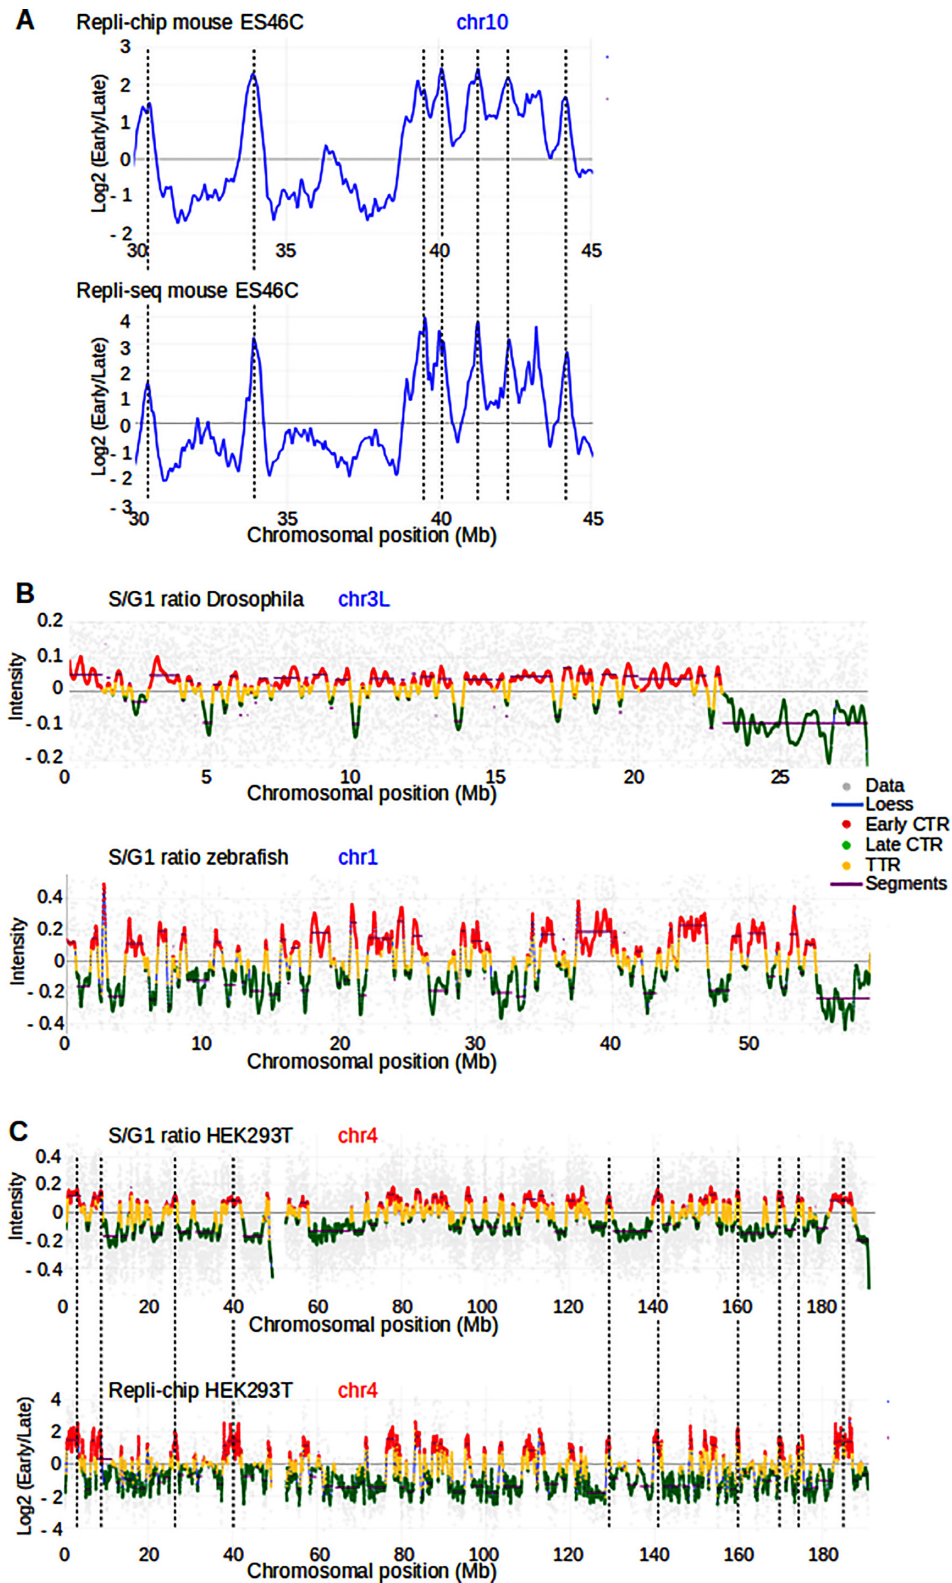 A
Repli-chip mouse ES46C chr10
3
2
1
0
- 1
- 2
Log2 (Early/Late)
30 35 40 45
Repli-seq mouse ES46C
4
3
2
1
0
- 1
- 2
- 3
Log2 (Early/Late)
30 35 40 45
Chromosomal position (Mb)
B
S/G1 ratio Drosophila chr3L
0.2
0.1
0
- 0.1
- 0.2
Intensity
0 5 10 15 20 25
Chromosomal position (Mb)
Data
Loess
Early CTR
Late CTR
TTR
Segments
S/G1 ratio zebrafish chr1
0.4
0.2
0
- 0.2
- 0.4
Intensity
0 10 20 30 40 50
Chromosomal position (Mb)
C
S/G1 ratio HEK293T chr4
0.4
0.2
0
- 0.2
- 0.4
Intensity
0 20 40 60 80 100 120 140 160 180
Chromosomal position (Mb)
Repli-chip HEK293T chr4
4
2
0
- 2
- 4
Log2 (Early/Late)
0 20 40 60 80 100 120 140 160 180
Chromosomal position (Mb)